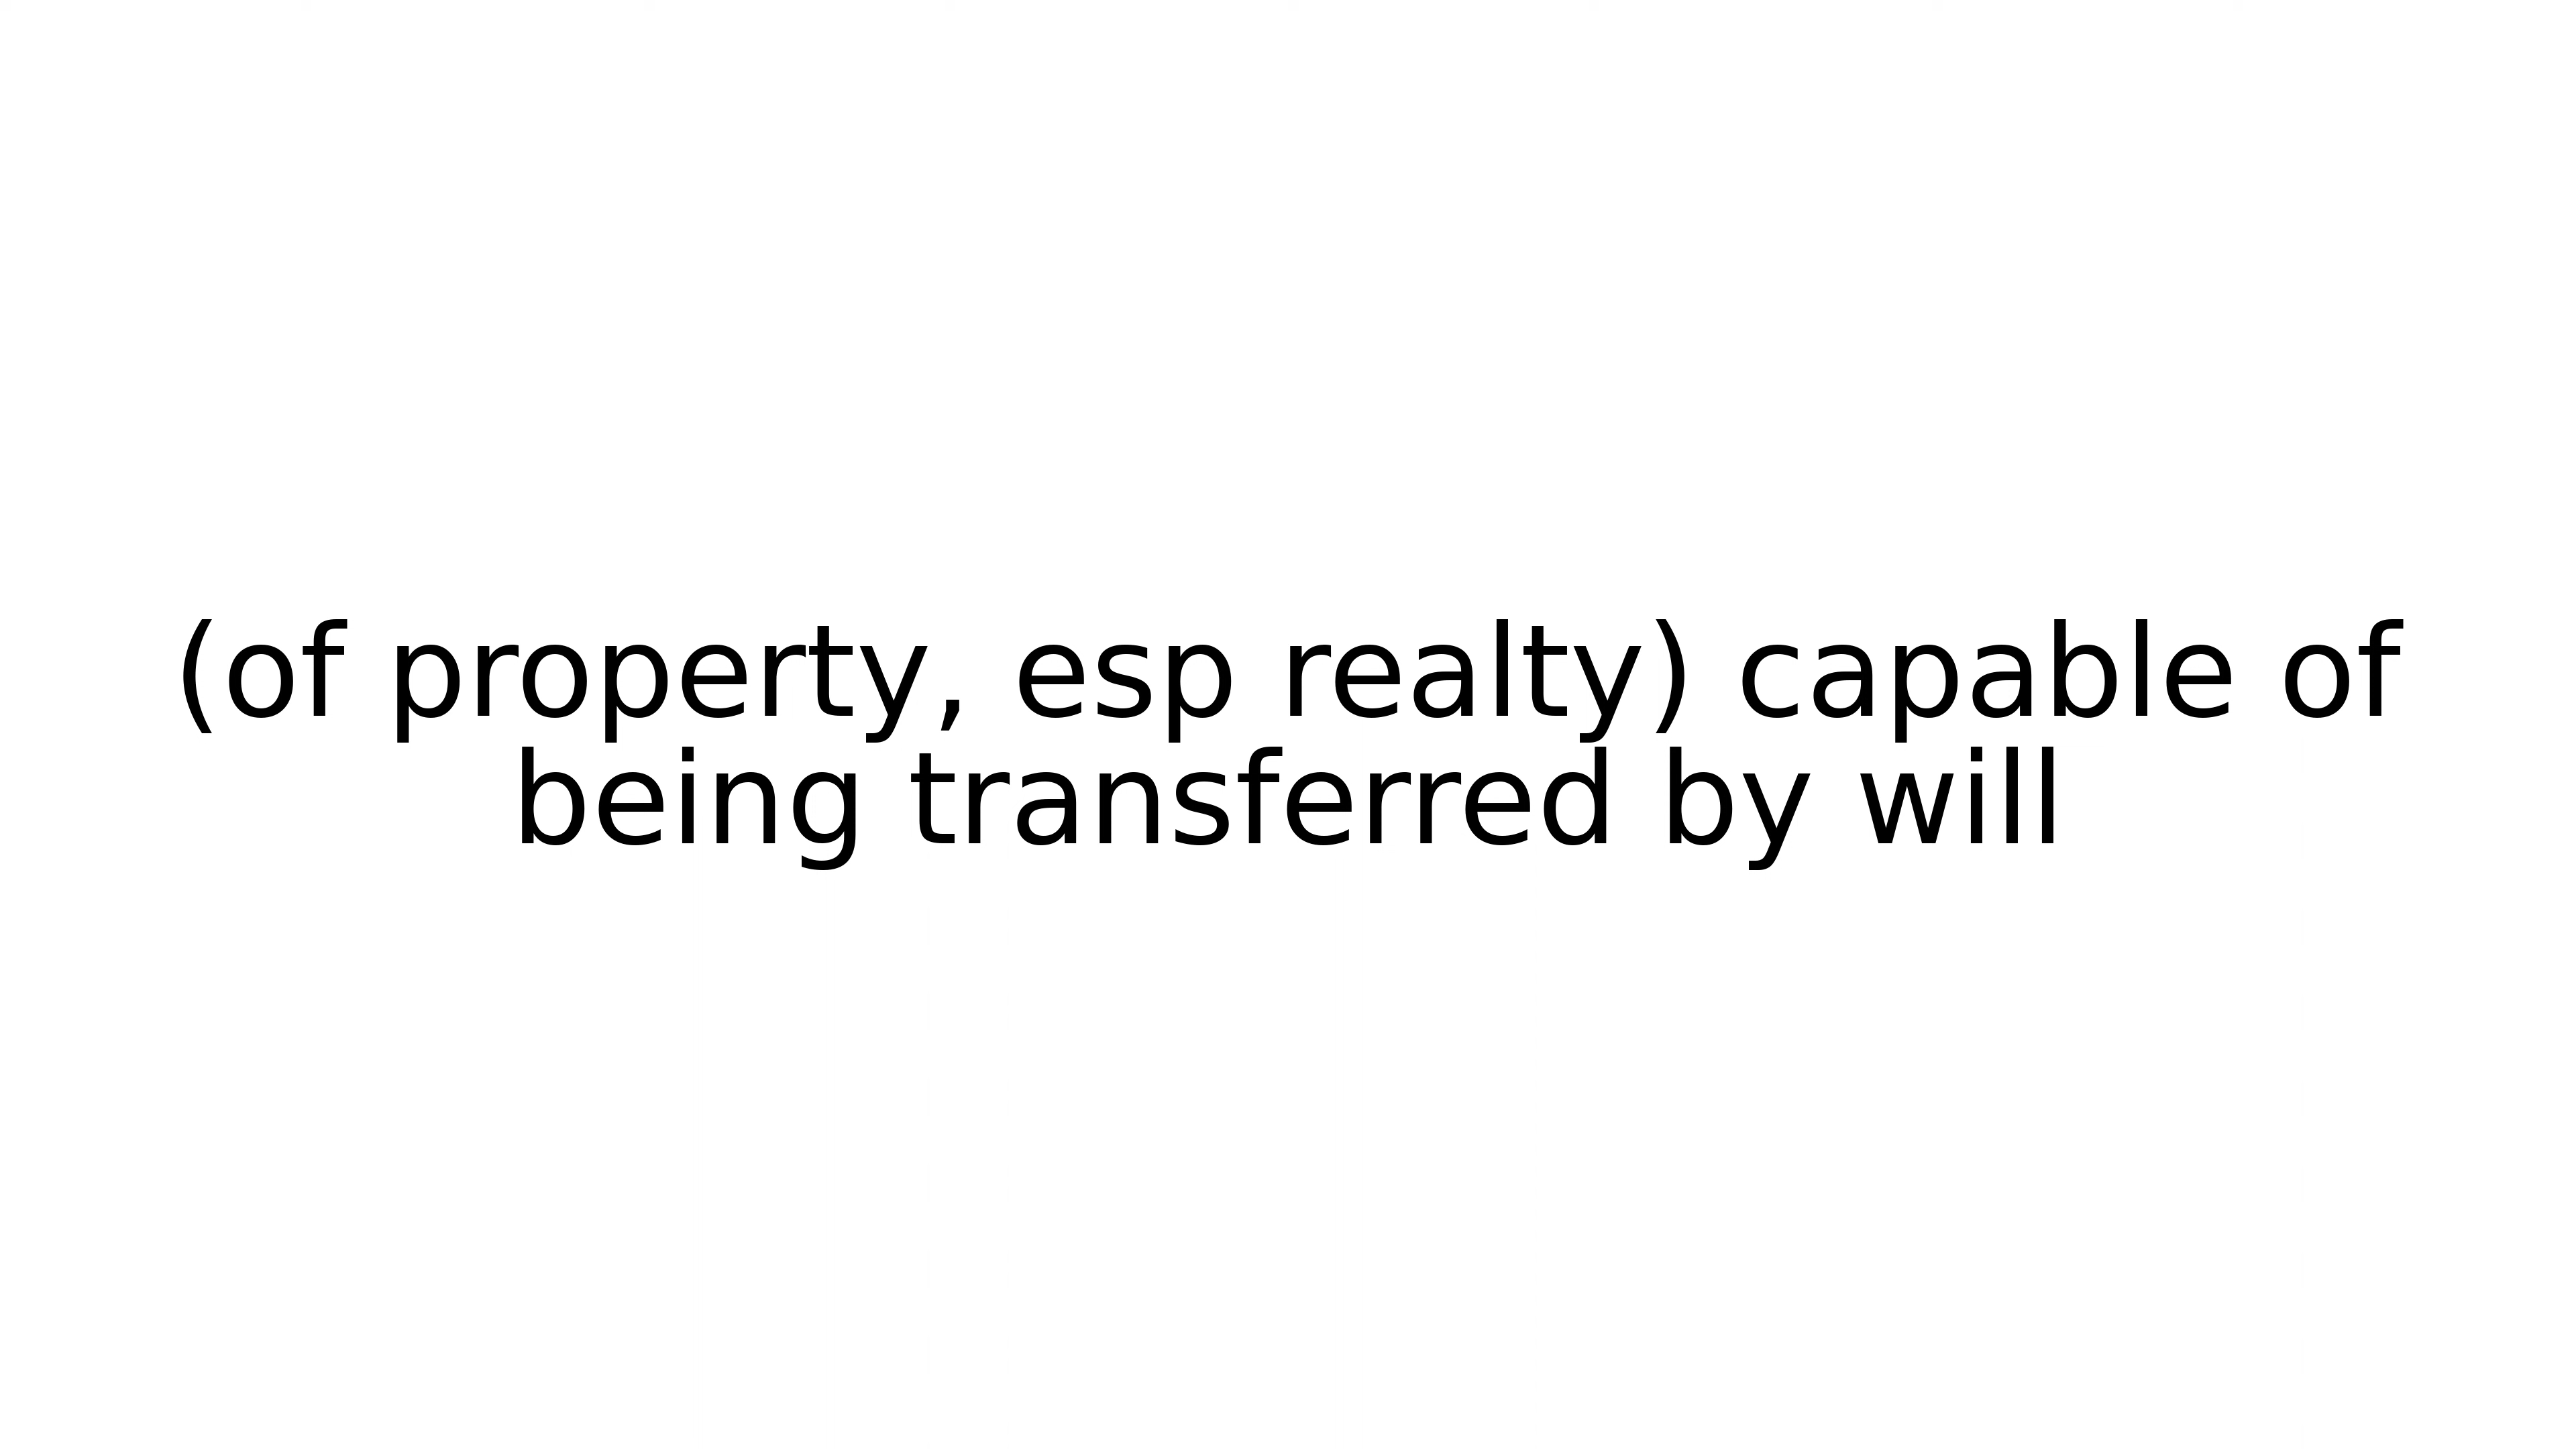 (of property, esp realty) capable of
being transferred by will